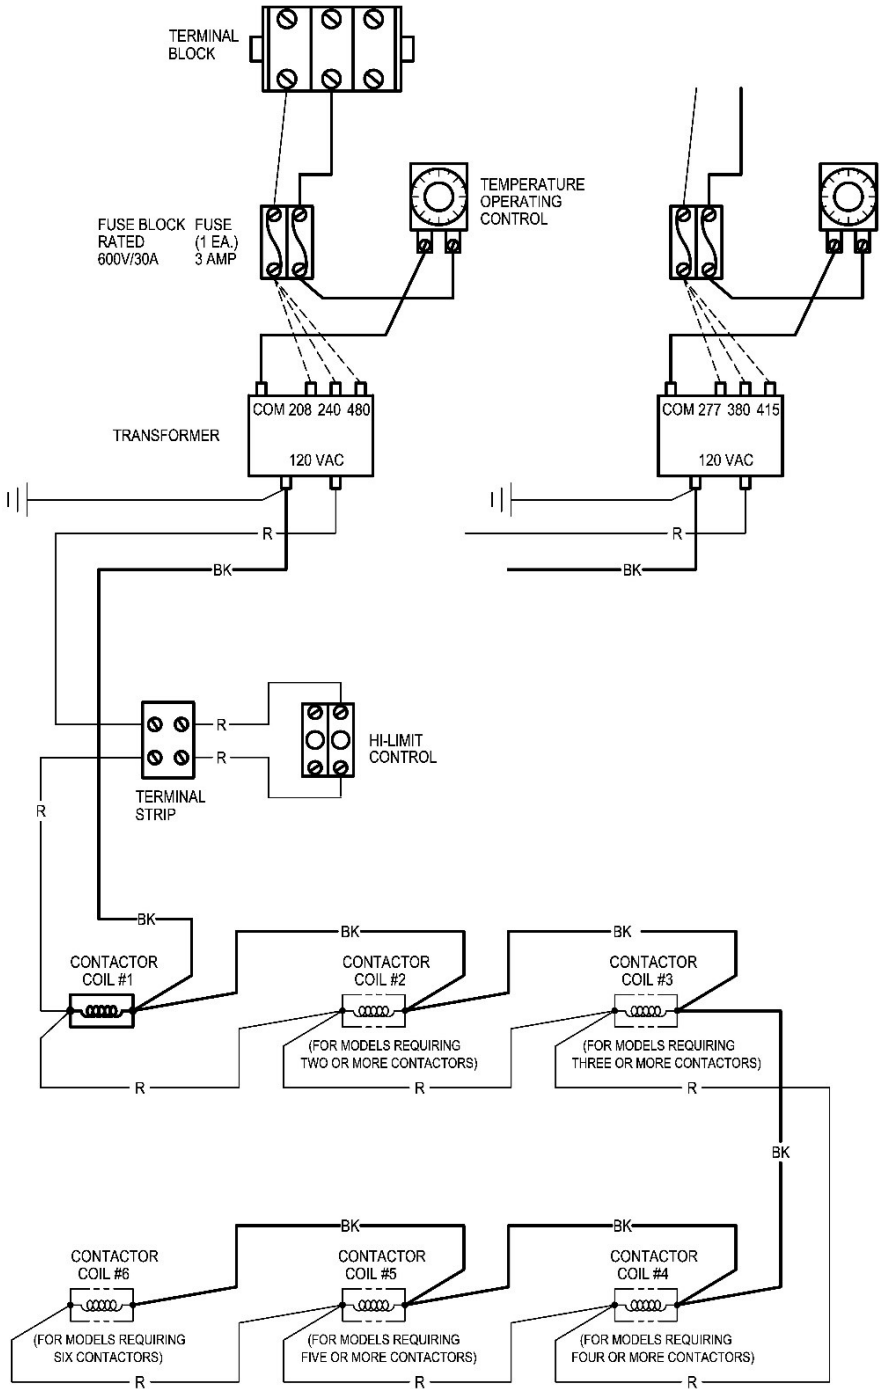 TERMINAL
BLOCK
TEMPERATURE
OPERATING
CONTROL
FUSE BLOCK
RATED
600V/30A
FUSE
(1 EA.)
3 AMP
COM 208 240 480
120 VAC
TRANSFORMER
COM 277 380 415
120 VAC
R
R
BK
BK
R
R
HI-LIMIT
CONTROL
TERMINAL
STRIP
R
BK
BK
BK
CONTACTOR
COIL #1
CONTACTOR
COIL #2
CONTACTOR
COIL #3
(FOR MODELS REQUIRING
TWO OR MORE CONTACTORS)
(FOR MODELS REQUIRING
THREE OR MORE CONTACTORS)
R
R
R
BK
BK
BK
CONTACTOR
COIL #6
CONTACTOR
COIL #5
CONTACTOR
COIL #4
(FOR MODELS REQUIRING
SIX CONTACTORS)
(FOR MODELS REQUIRING
FIVE OR MORE CONTACTORS)
(FOR MODELS REQUIRING
FOUR OR MORE CONTACTORS)
R
R
R